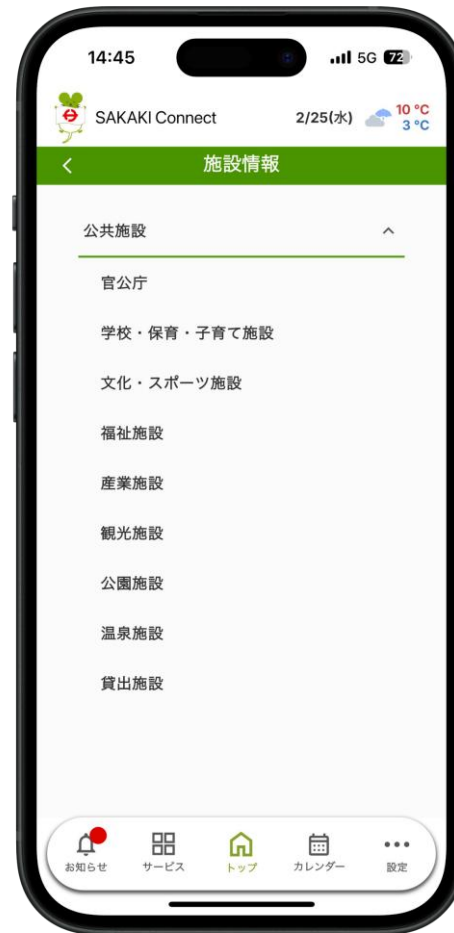 14:45
5G 72
SAKAKI Connect
2/25(水)
10 °C
3 °C
施設情報
公共施設
官公庁
学校・保育・子育て施設
文化・スポーツ施設
福祉施設
産業施設
観光施設
公園施設
温泉施設
貸出施設
お知らせ
サービス
トップ
カレンダー
設定